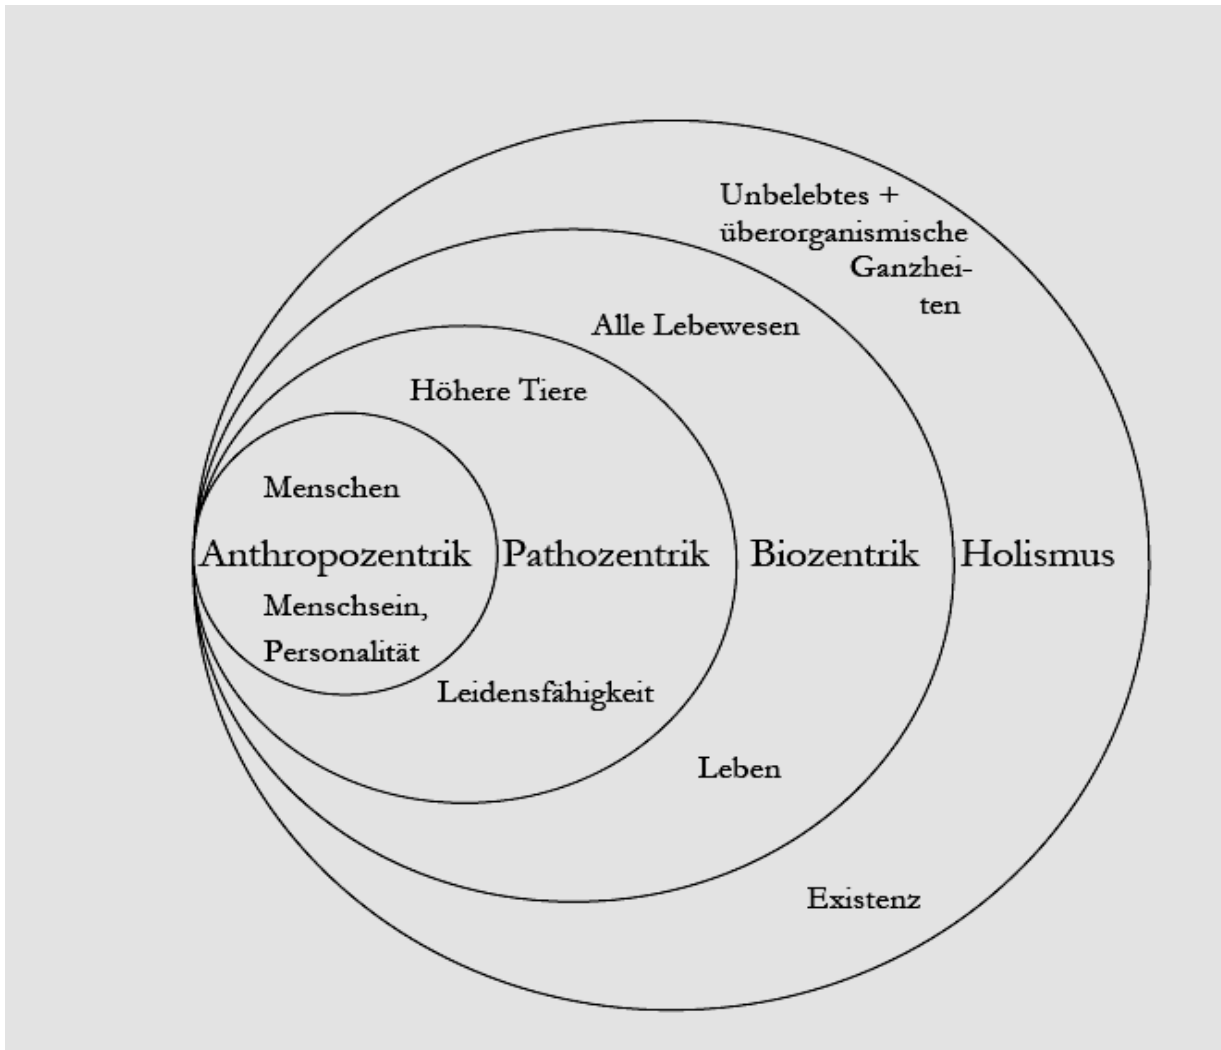 Unbelebtes +
überorganismische
Ganzhei-
ten
Alle Lebewesen
Höhere Tiere
Menschen
Anthropozentrik
Pathozentrik
Biozentrik
Holismus
Menschsein,
Personalität
Leidensfähigkeit
Leben
Existenz